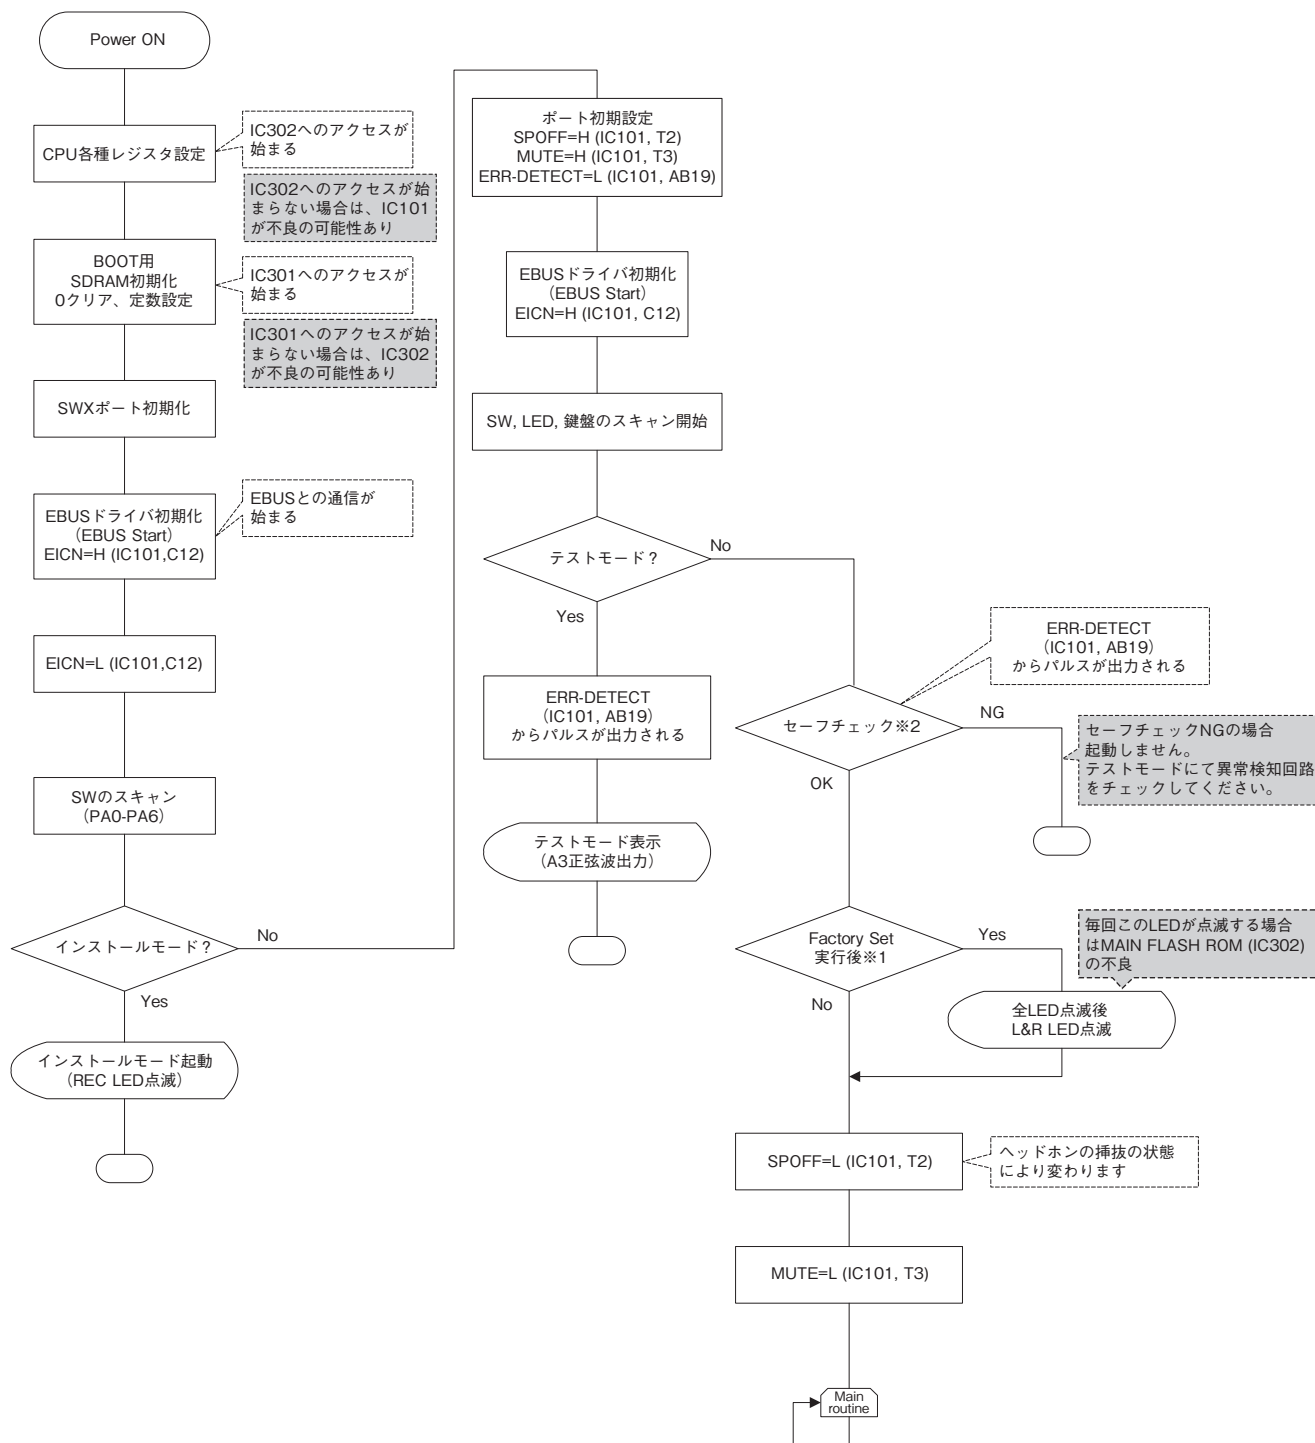 Power ON
CPU各種レジスタ設定
IC302へのアクセスが
始まる
IC302へのアクセスが始
まらない場合は、IC101
が不良の可能性あり
BOOT用
SDRAM初期化
0クリア、定数設定
IC301へのアクセスが
始まる
IC301へのアクセスが始
まらない場合は、IC302
が不良の可能性あり
SWXポート初期化
EBUSドライバ初期化
(EBUS Start)
EICN=H (IC101,C12)
EBUSとの通信が
始まる
EICN=L (IC101,C12)
SWのスキャン
(PA0-PA6)
インストールモード?
No
Yes
インストールモード起動
(REC LED点滅)
ポート初期設定
SPOFF=H (IC101, T2)
MUTE=H (IC101, T3)
ERR-DETECT=L (IC101, AB19)
EBUSドライバ初期化
(EBUS Start)
EICN=H (IC101, C12)
SW, LED, 鍵盤のスキャン開始
テストモード?
No
Yes
ERR-DETECT
(IC101, AB19)
からパルスが出力される
テストモード表示
(A3正弦波出力)
ERR-DETECT
(IC101, AB19)
からパルスが出力される
セーフチェック※2
NG
OK
セーフチェックNGの場合
起動しません。
テストモードにて異常検知回路
をチェックしてください。
Factory Set
実行後※1
Yes
No
毎回このLEDが点滅する場合
はMAIN FLASH ROM (IC302)
の不良
全LED点滅後
L&R LED点滅
SPOFF=L (IC101, T2)
ヘッドホンの挿抜の状態
により変わります
MUTE=L (IC101, T3)
Main
routine